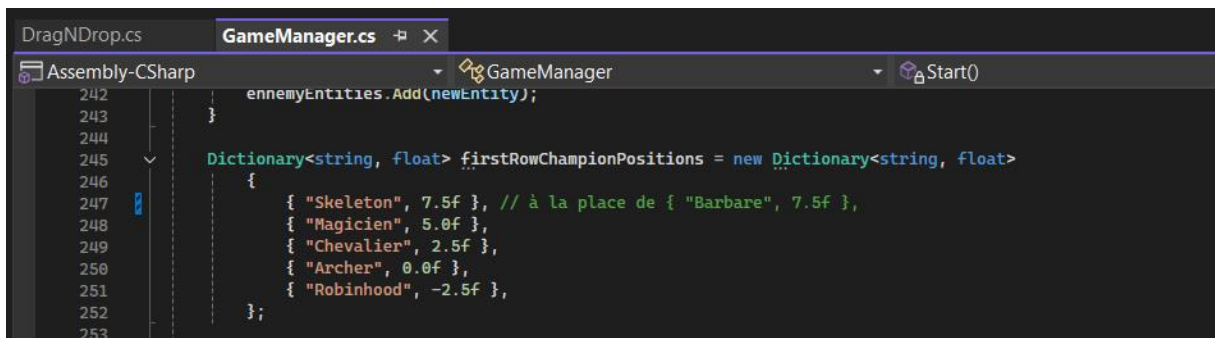 DragNDrop.cs GameManager.cs
Assembly-CSharp GameManager Start()
242 ennemyEntities.Add(newEntity);
243 }
244
245 Dictionary<string, float> firstRowChampionPositions = new Dictionary<string, float>
246 {
247 { "Skeleton", 7.5f }, // à la place de { "Barbare", 7.5f },
248 { "Magicien", 5.0f },
249 { "Chevalier", 2.5f },
250 { "Archer", 0.0f },
251 { "Robinhood", -2.5f },
252 };
253